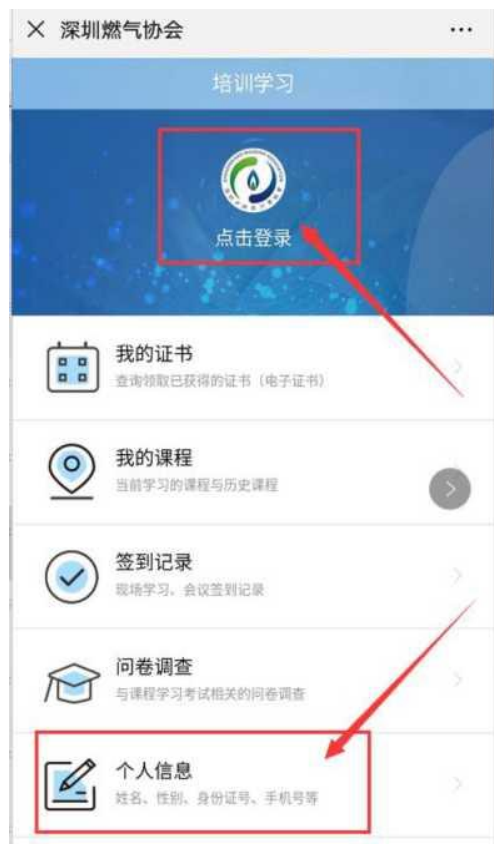 深圳燃气协会
培训学习
点击登录
我的证书
查询领取已获得的证书（电子证书）
我的课程
当前学习的课程与历史课程
签到记录
现场学习、会议签到记录
问卷调查
与课程学习考试相关的问卷调查
个人信息
姓名、性别、身份证号、手机号等